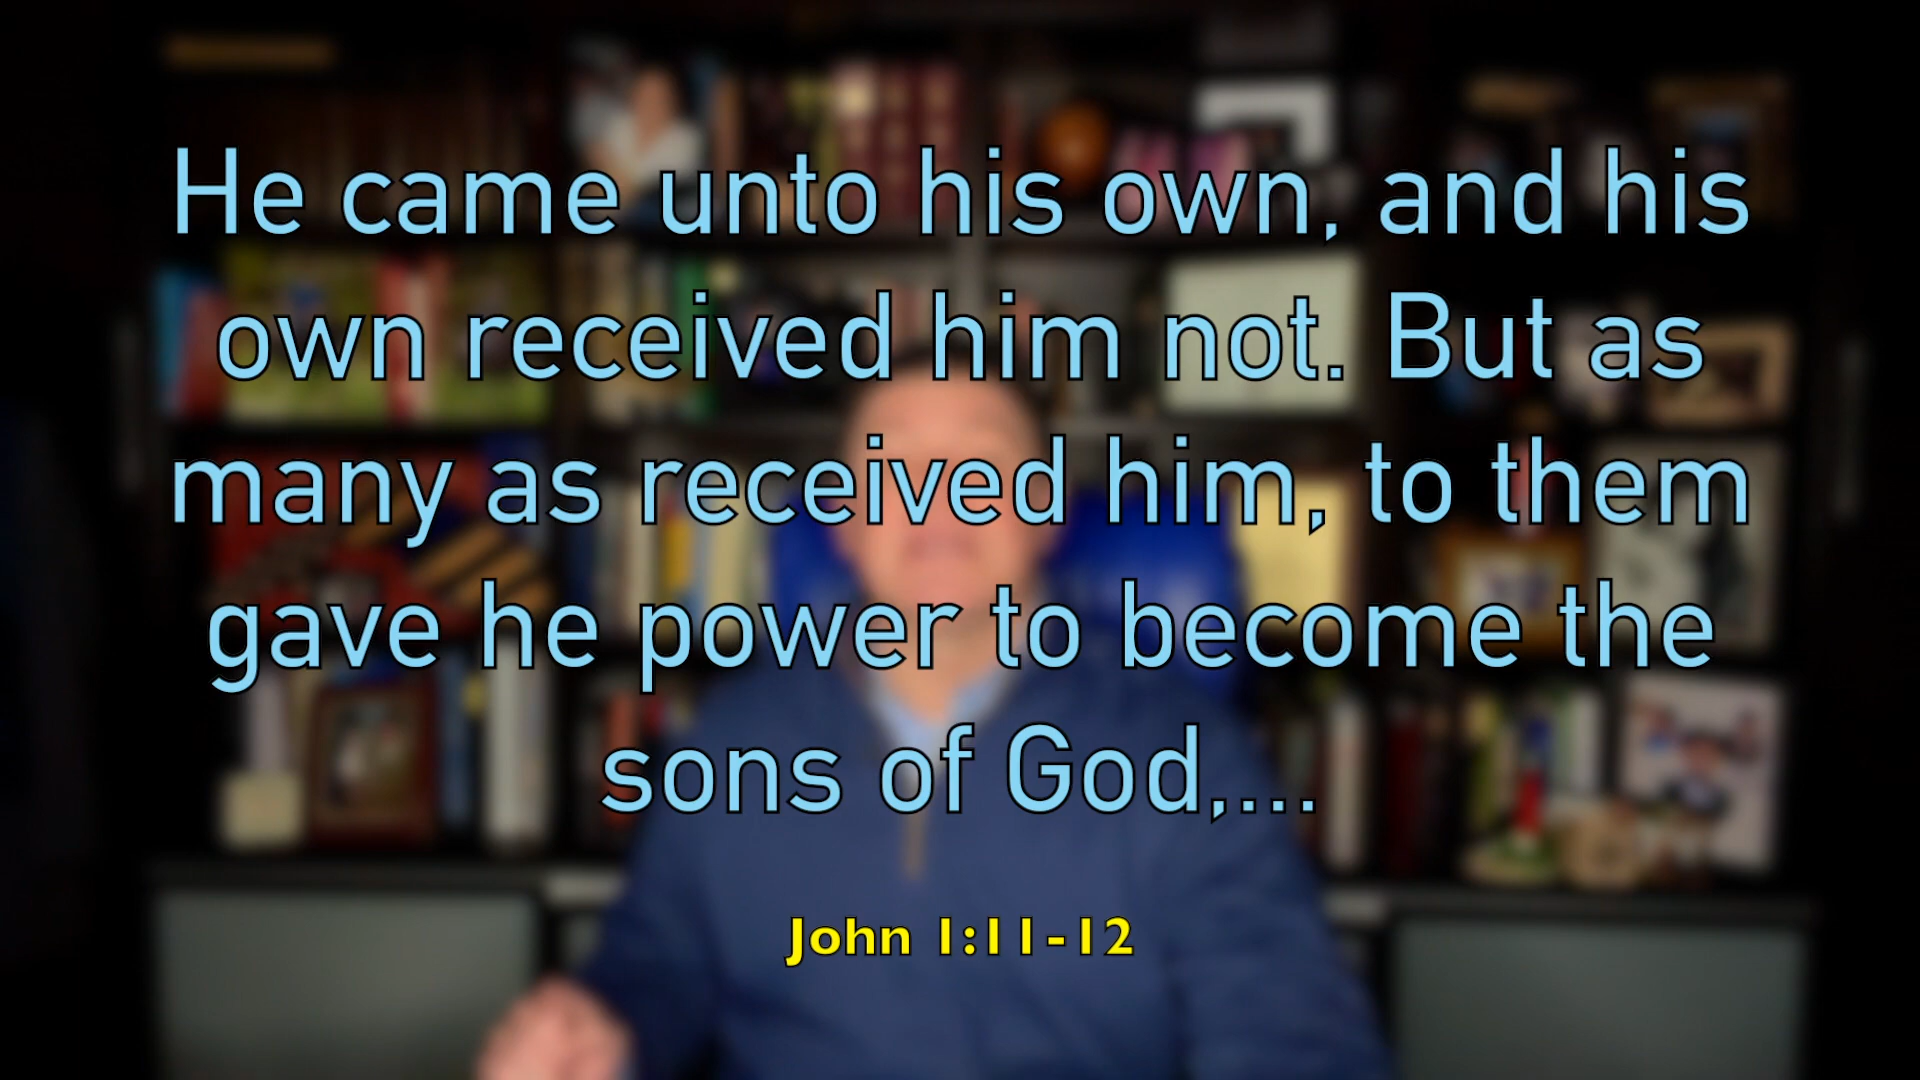 He came unto his own, and his
own received him not. But as
many as received him, to them
gave he power to become the
sons of God,...
John 1:11-12